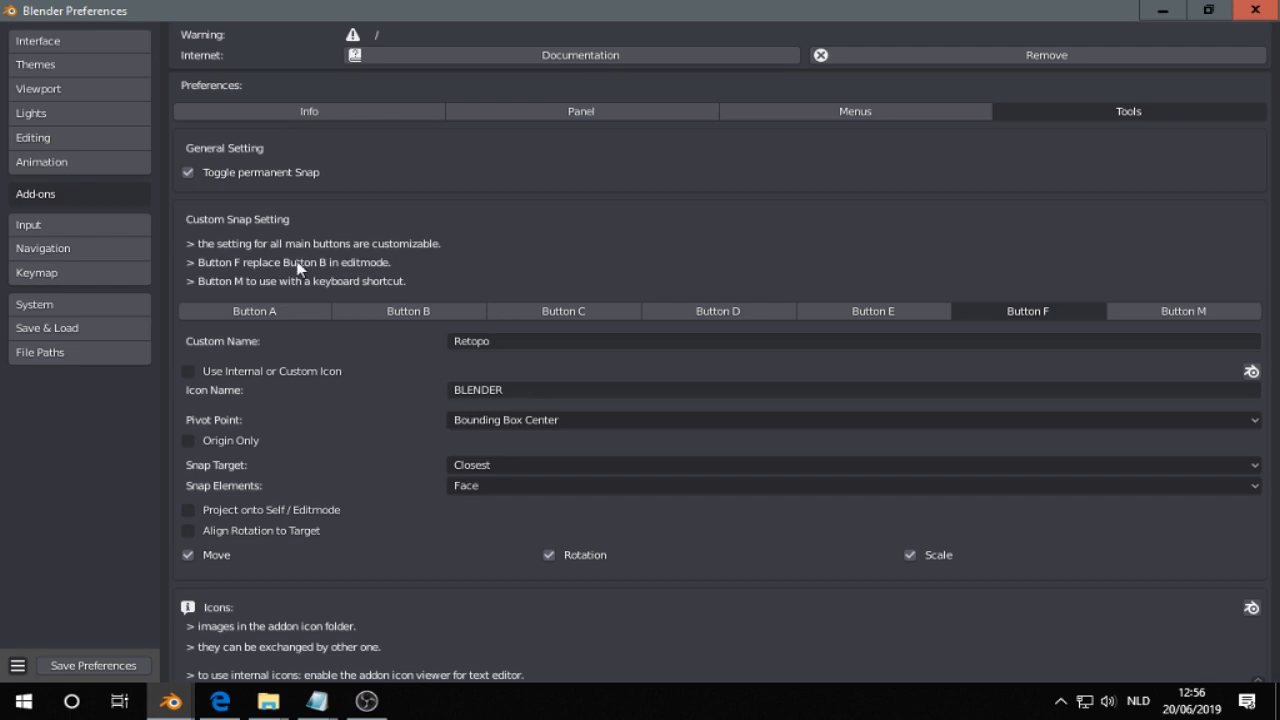 Blender Preferences
Interface
Themes
Viewport
Lights
Editing
Animation
Add-ons
Input
Navigation
Keymap
System
Save & Load
File Paths
Save Preferences
Warning: /
Internet: Documentation Remove
Preferences:
Info Panel Menus Tools
General Setting
Toggle permanent Snap
Custom Snap Setting
> the setting for all main buttons are customizable.
> Button F replace Button B in editmode.
> Button M to use with a keyboard shortcut.
Button A Button B Button C Button D Button E Button F Button M
Custom Name: Retopo
Use Internal or Custom Icon
Icon Name: BLENDER
Pivot Point: Bounding Box Center
Origin Only
Snap Target: Closest
Snap Elements: Face
Project onto Self / Editmode
Align Rotation to Target
Move Rotation Scale
Icons:
> images in the addon icon folder.
> they can be exchanged by other one.
> to use internal icons: enable the addon icon viewer for text editor.
NLD
12:56
20/06/2019